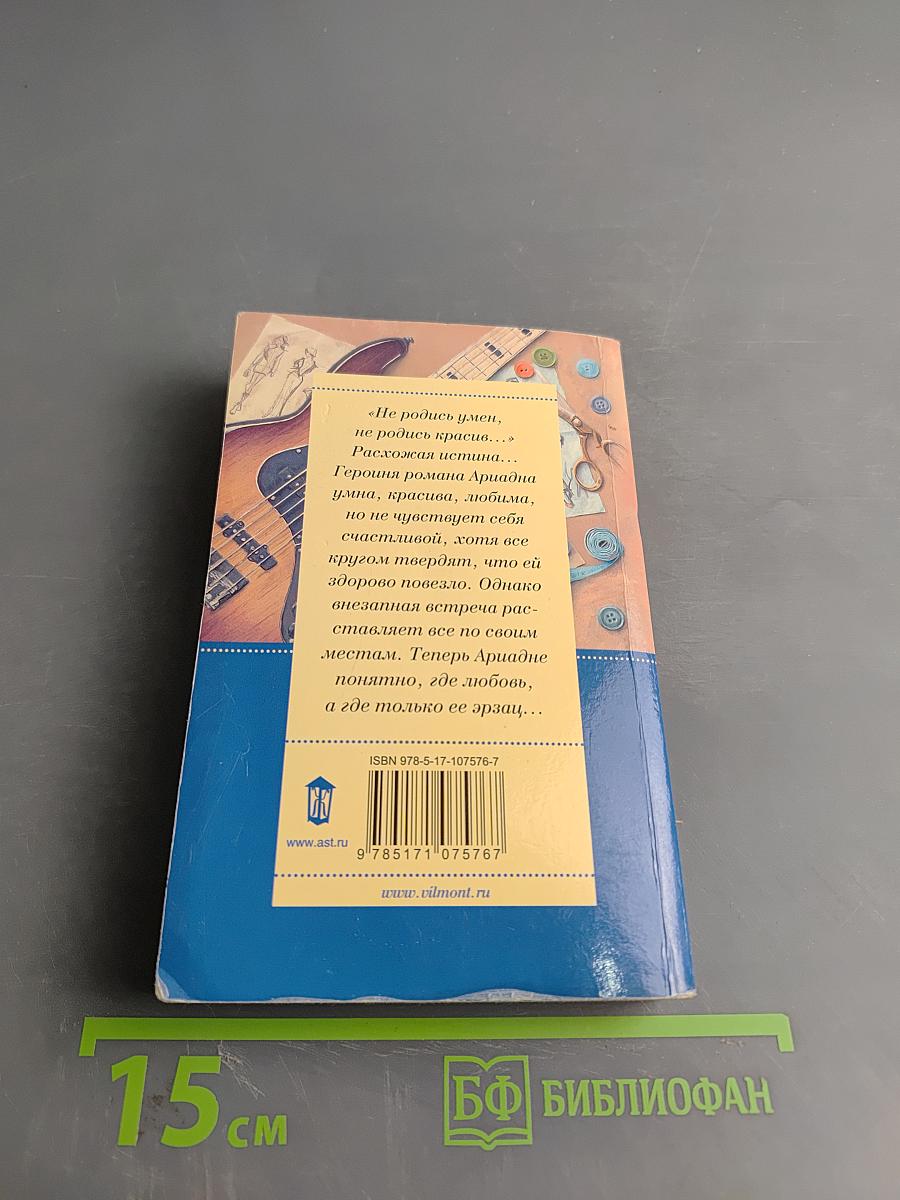 «Не родись умен,
не родись красив...»
Расхожая истина...
Героиня романа Ариадна
умна, красива, любима,
но не чувствует себя
счастливой, хотя все
кругом твердят, что ей
здорово повезло. Однако
внезапная встреча рас-
ставляет все по своим
местам. Теперь Ариадне
понятно, где любовь,
а где только ее эрзац...
ISBN 978-5-17-107576-7
Ж
www.ast.ru
9 785171 075767
www.vilmont.ru
15 см
БФ БИБЛИОФАН